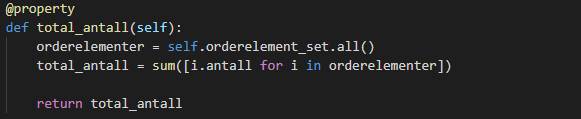 @property
def total_antall(self):
    orderelementer = self.orderelement_set.all()
    total_antall = sum([i.antall for i in orderelementer])

    return total_antall